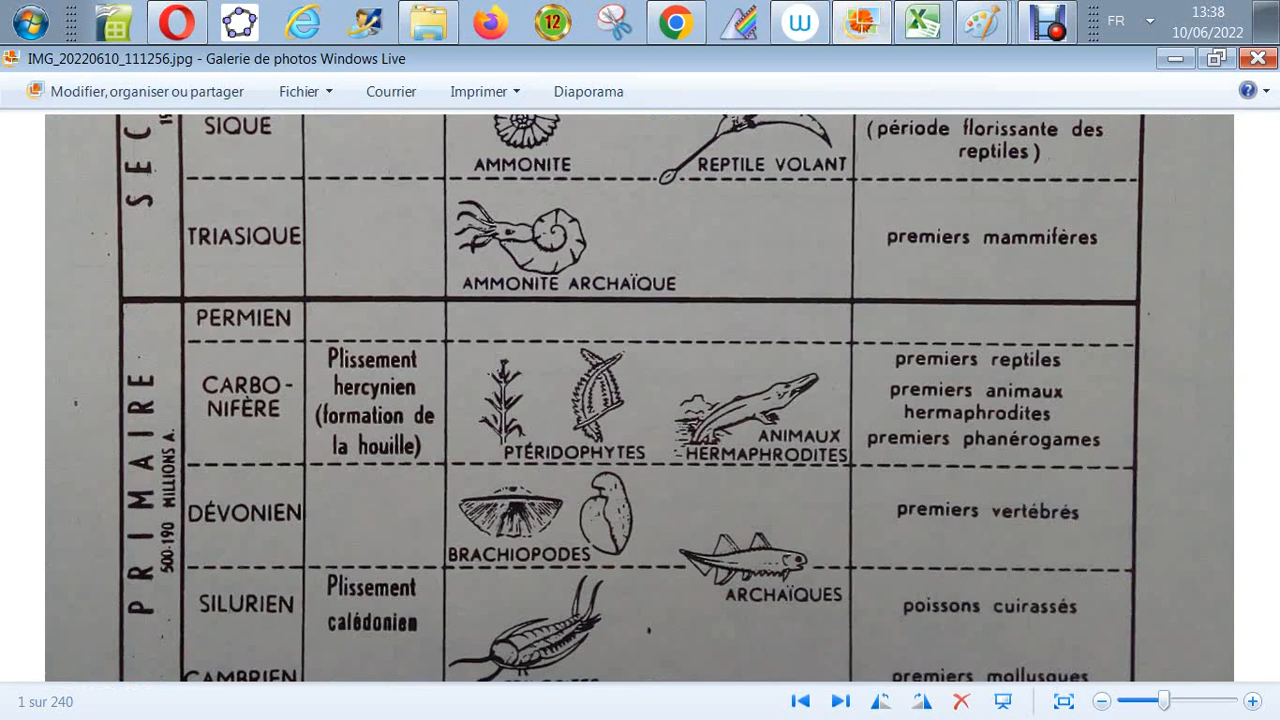 12
W
FR
13:38
10/06/2022
IMG_20220610_111256.jpg - Galerie de photos Windows Live
Modifier, organiser ou partager
Fichier
Courrier
Imprimer
Diaporama
SEC
SIQUE
AMMONITE
REPTILE VOLANT
(période florissante des
reptiles)
TRIASIQUE
AMMONITE ARCHAÏQUE
premiers mammifères
PRIMAIRE
500-190 MILLIONS A.
PERMIEN
CARBO-
NIFÈRE
Plissement
hercynien
(formation de
la houille)
PTÉRIDOPHYTES
ANIMAUX
HERMAPHRODITES
premiers reptiles
premiers animaux
hermaphrodites
premiers phanérogames
DÉVONIEN
BRACHIOPODES
premiers vertébrés
SILURIEN
Plissement
calédonien
ARCHAÏQUES
poissons cuirassés
CAMBRIEN
premiers mollusques
1 sur 240